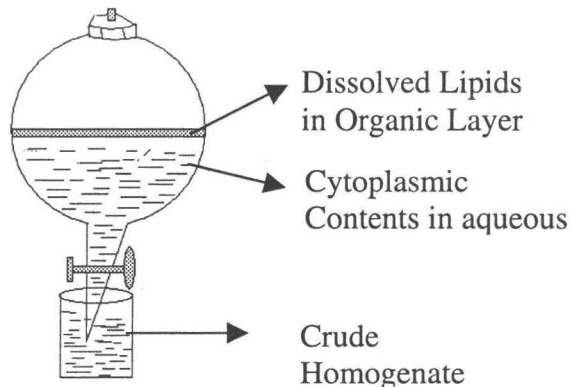 Dissolved Lipids
in Organic Layer
Cytoplasmic
Contents in aqueous
Crude
Homogenate